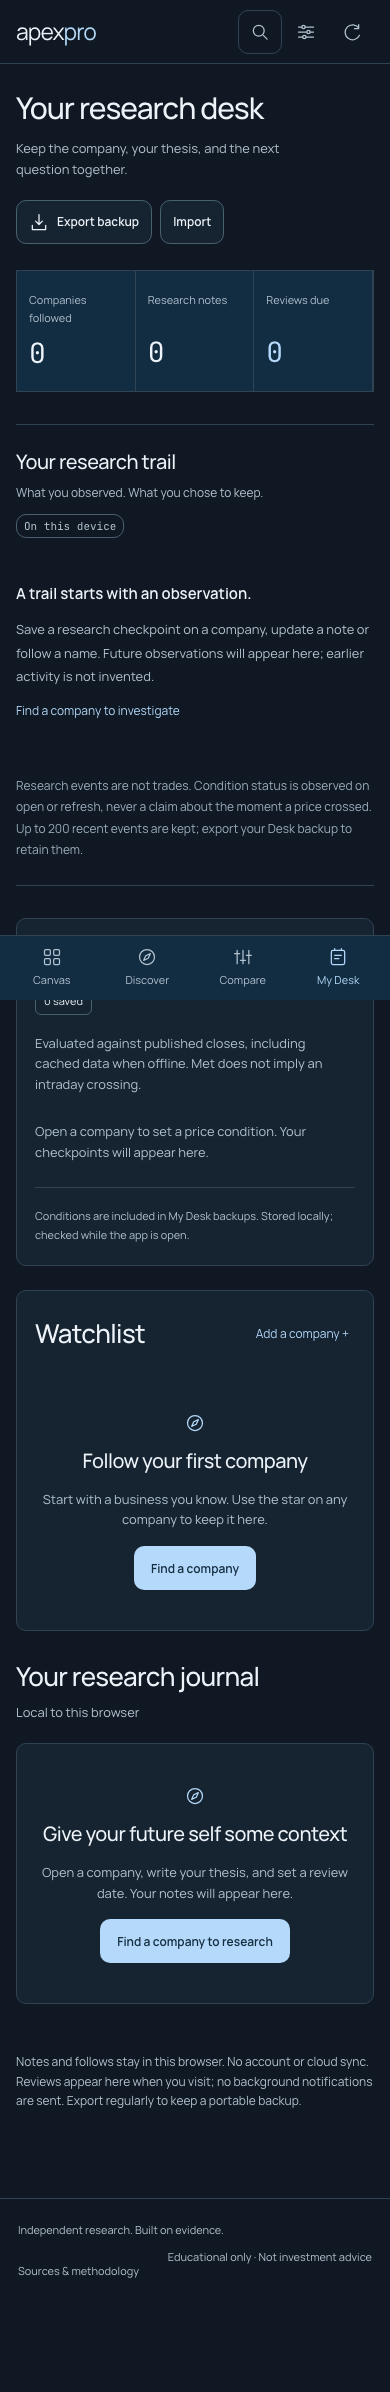 apexpro
Your research desk
Keep the company, your thesis, and the next
question together.
Export backup
Import
Companies
followed
0
Research notes
0
Reviews due
0
Your research trail
What you observed. What you chose to keep.
On this device
A trail starts with an observation.
Save a research checkpoint on a company, update a note or
follow a name. Future observations will appear here; earlier
activity is not invented.
Find a company to investigate
Research events are not trades. Condition status is observed on
open or refresh, never a claim about the moment a price crossed.
Up to 200 recent events are kept; export your Desk backup to
retain them.
Canvas
Discover
Compare
My Desk
0 saved
Evaluated against published closes, including
cached data when offline. Met does not imply an
intraday crossing.
Open a company to set a price condition. Your
checkpoints will appear here.
Conditions are included in My Desk backups. Stored locally;
checked while the app is open.
Watchlist
Add a company +
Follow your first company
Start with a business you know. Use the star on any
company to keep it here.
Find a company
Your research journal
Local to this browser
Give your future self some context
Open a company, write your thesis, and set a review
date. Your notes will appear here.
Find a company to research
Notes and follows stay in this browser. No account or cloud sync.
Reviews appear here when you visit; no background notifications
are sent. Export regularly to keep a portable backup.
Independent research. Built on evidence.
Educational only · Not investment advice
Sources & methodology